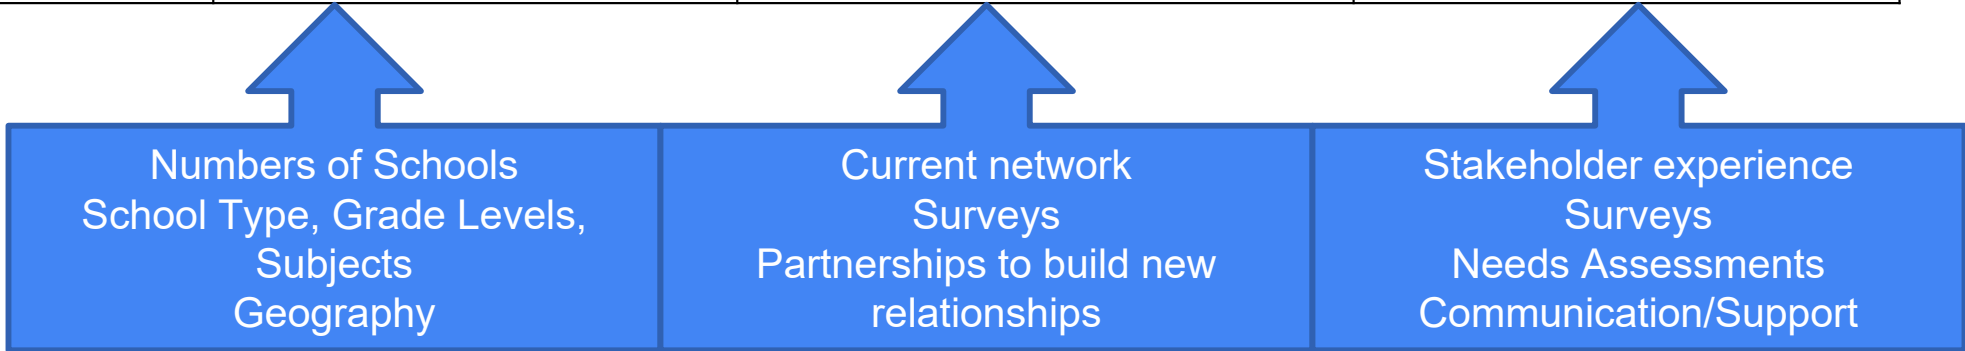 Numbers of Schools
School Type, Grade Levels,
Subjects
Geography
Current network
Surveys
Partnerships to build new
relationships
Stakeholder experience
Surveys
Needs Assessments
Communication/Support